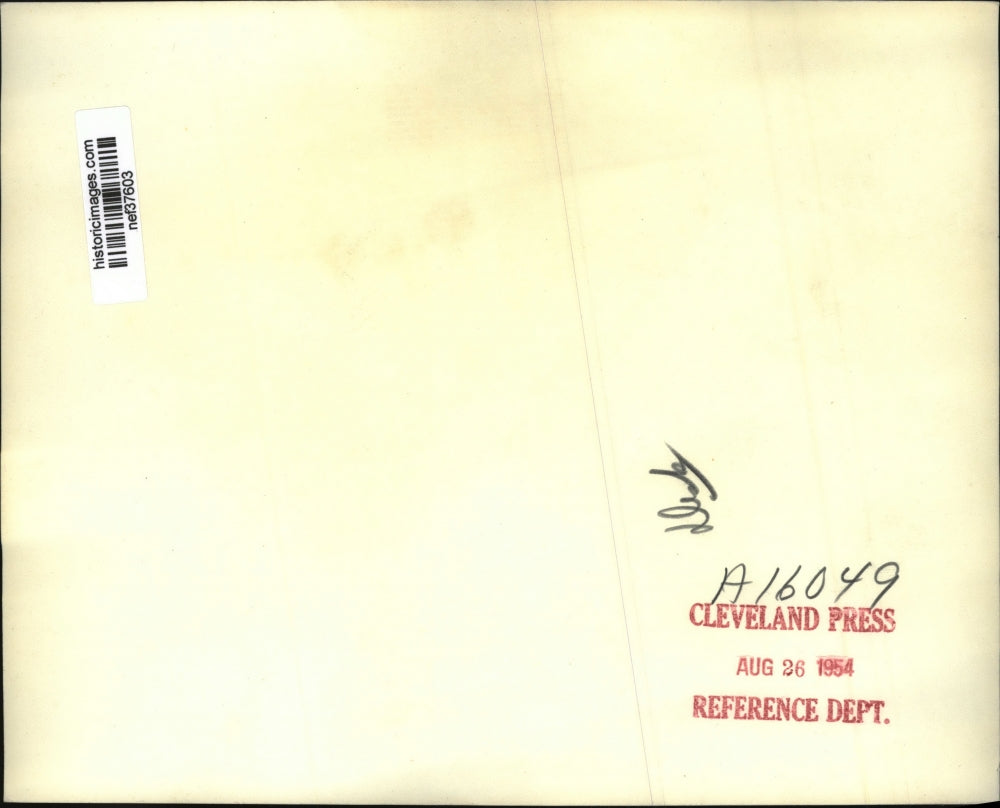 historicimages.com
nef37603
A16049
CLEVELAND PRESS
AUG 26 1954
REFERENCE DEPT.